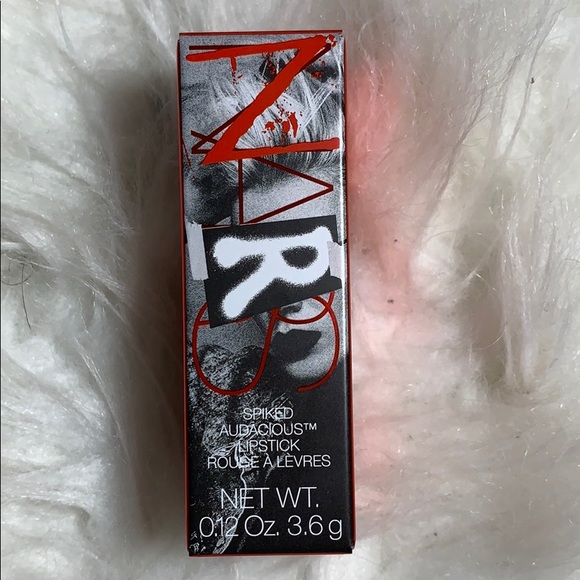 NARS
SPIKED
AUDACIOUS™
LIPSTICK
ROUGE À LÈVRES
NET WT.
0.12 Oz. 3.6 g